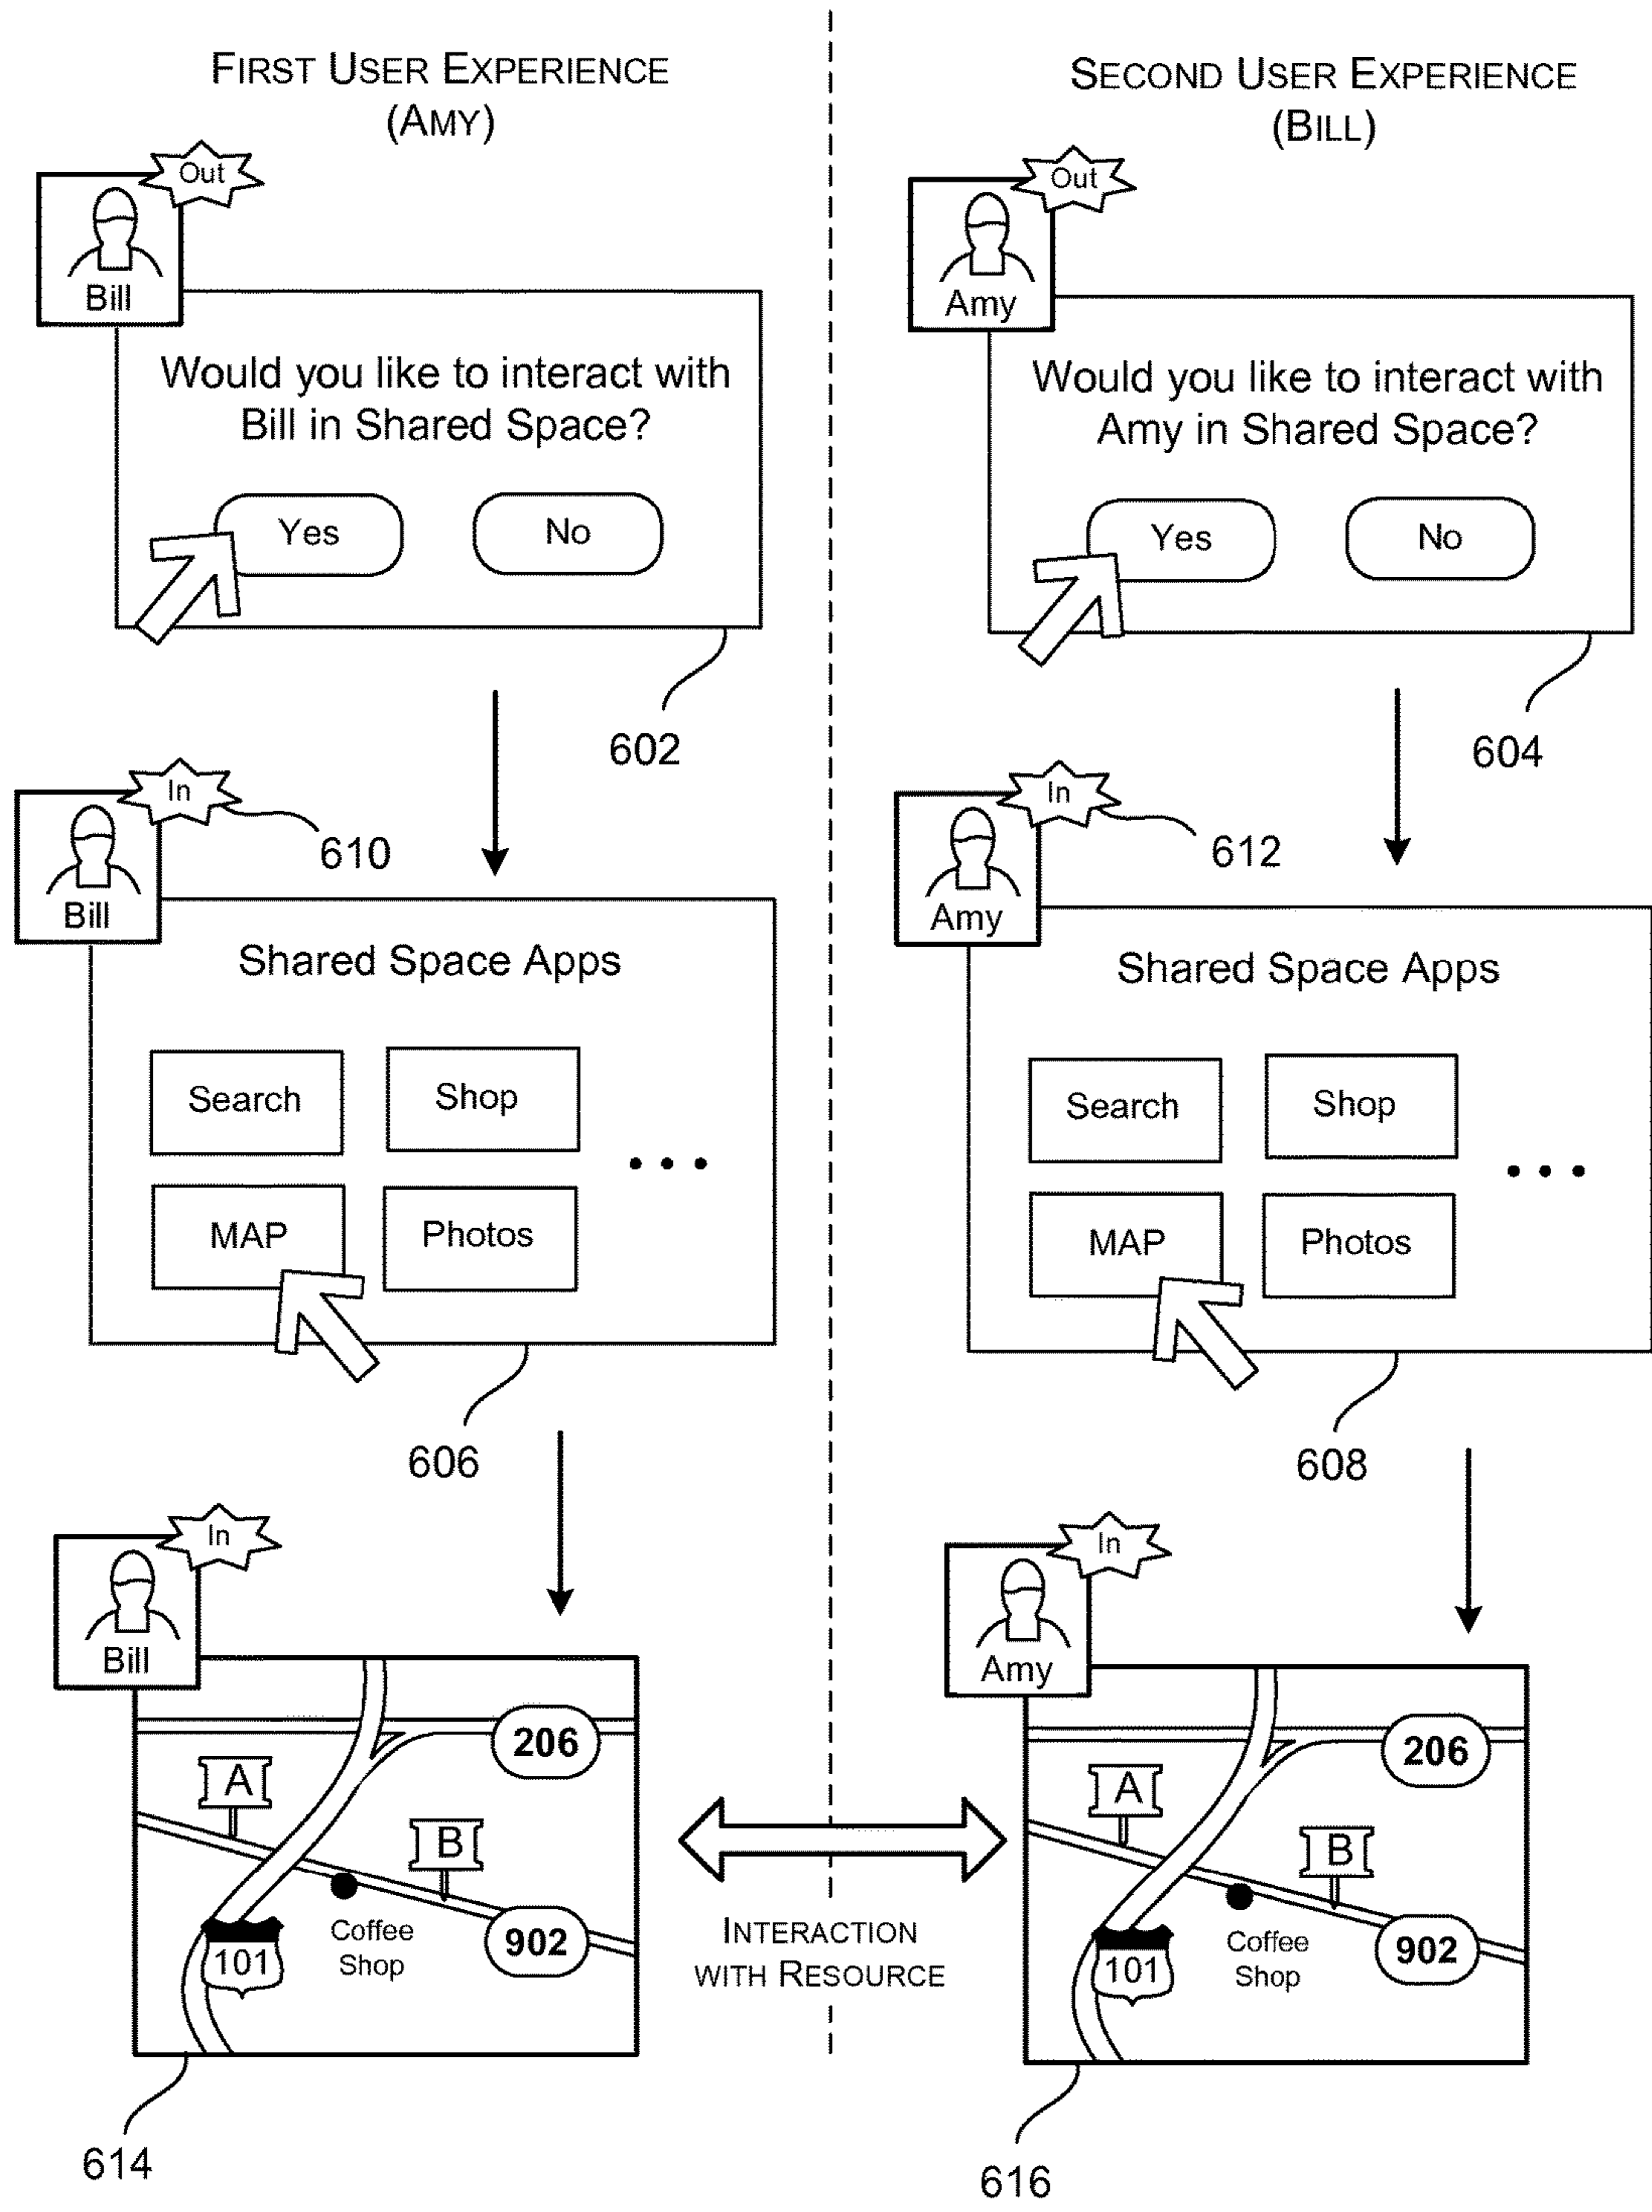 FIRST USER EXPERIENCE
(AMY)
Out
Bill
Would you like to interact with
Bill in Shared Space?
Yes
No
602
In
610
Bill
Shared Space Apps
Search
Shop
• • •
MAP
Photos
606
In
Bill
206
A
B
Coffee
Shop
902
101
614
INTERACTION
WITH RESOURCE
SECOND USER EXPERIENCE
(BILL)
Out
Amy
Would you like to interact with
Amy in Shared Space?
Yes
No
604
In
612
Amy
Shared Space Apps
Search
Shop
• • •
MAP
Photos
608
In
Amy
206
A
B
Coffee
Shop
902
101
616